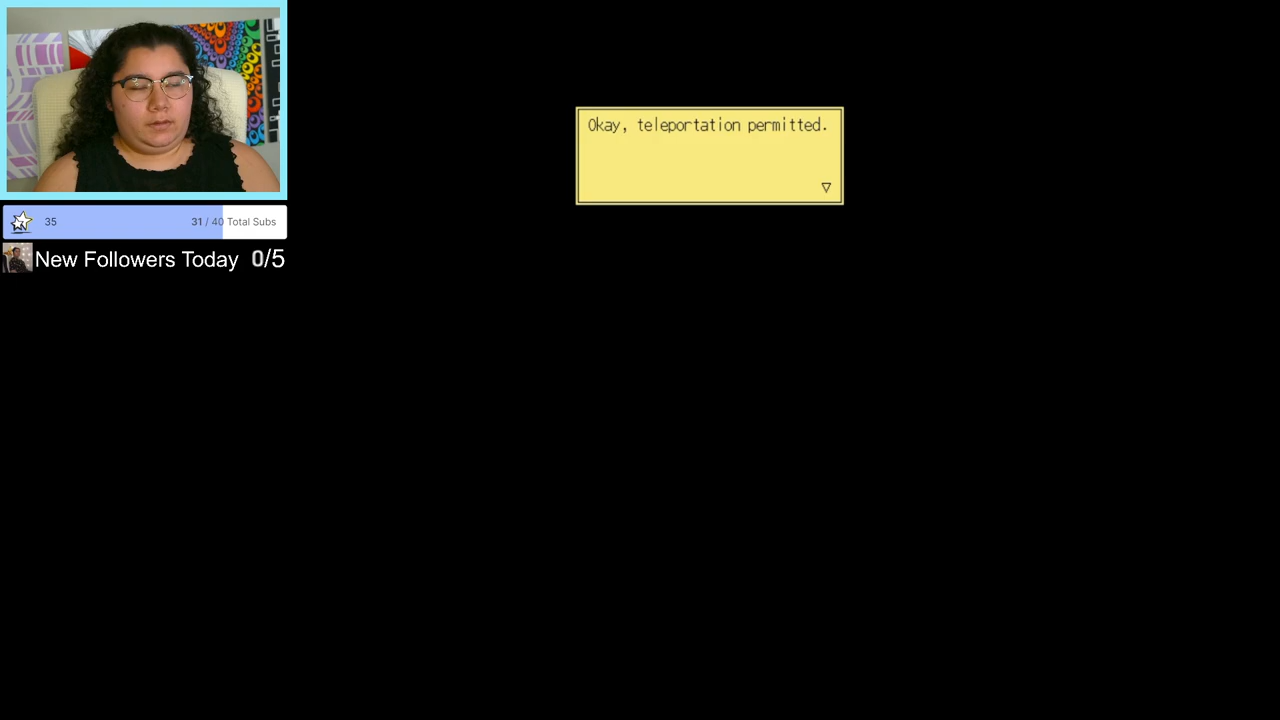 Okay, teleportation permitted.
35
31 / 40 Total Subs
New Followers Today 0/5